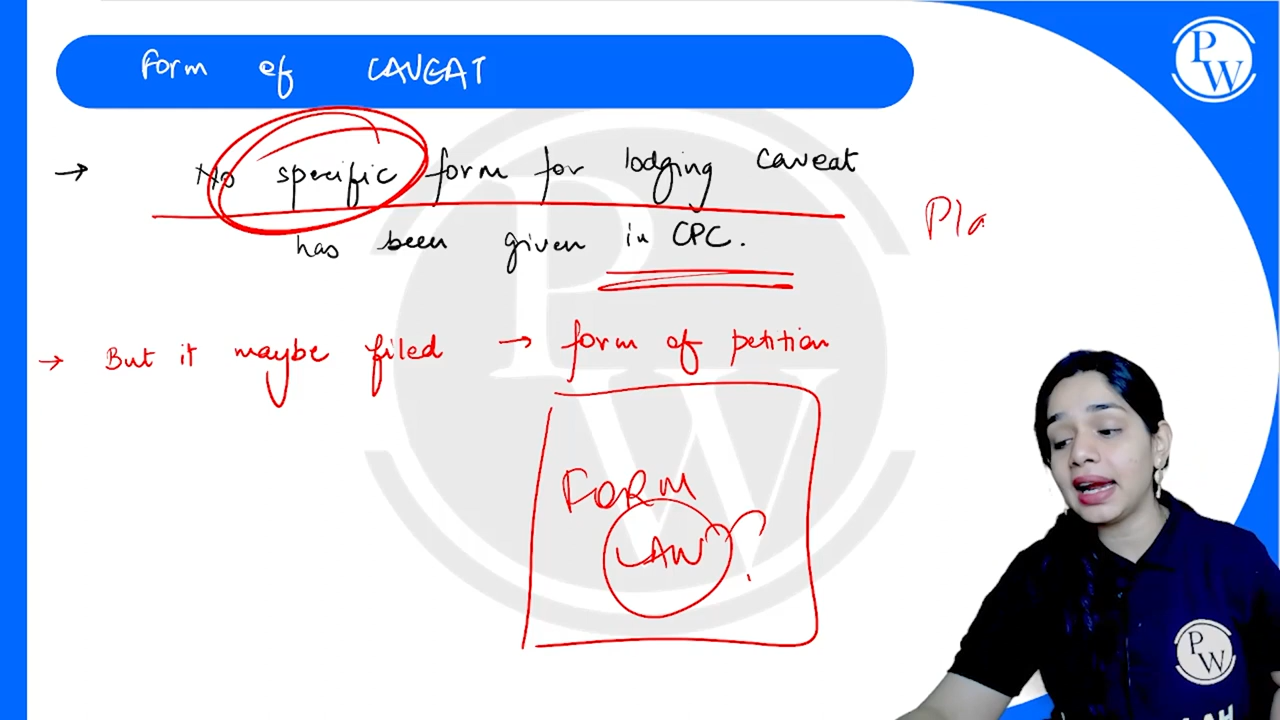 Form of CAVEAT
PW
→ No specific form for lodging caveat
has been given in CPC.
Pla
→ But it maybe filed → form of petition
FORM
LAW ?
PW